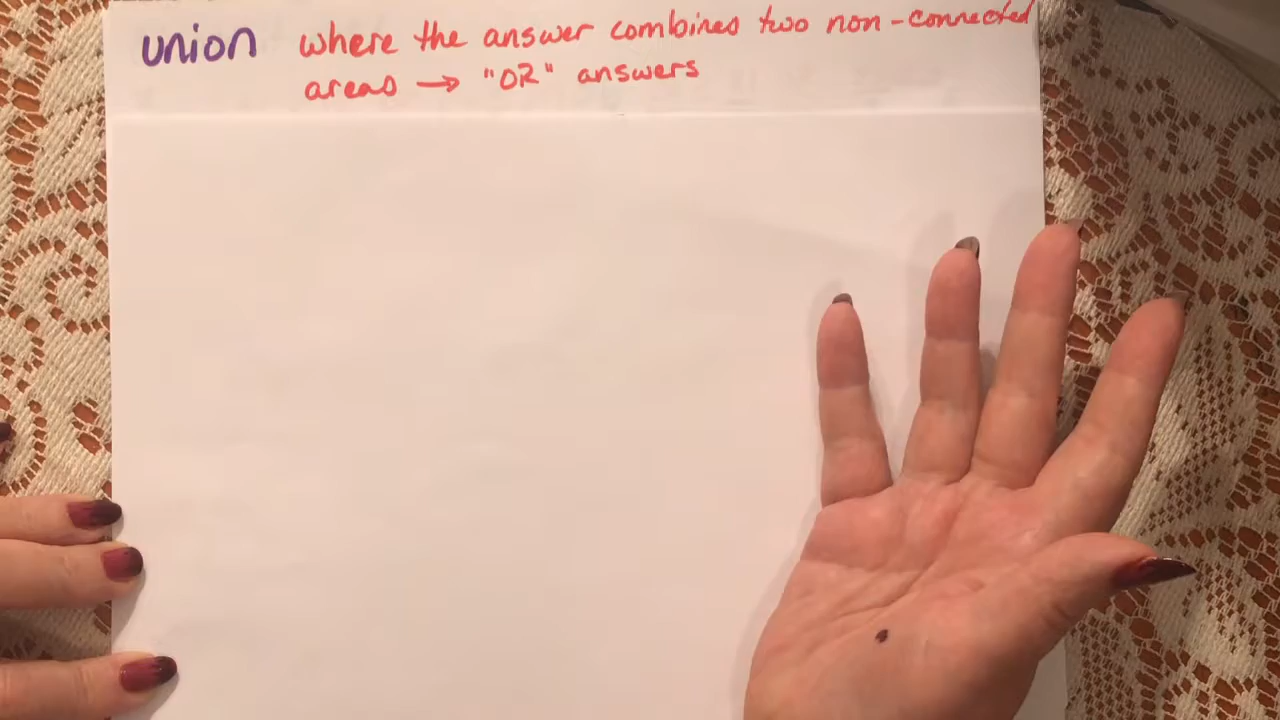 union where the answer combines two non-connected
areas → "OR" answers